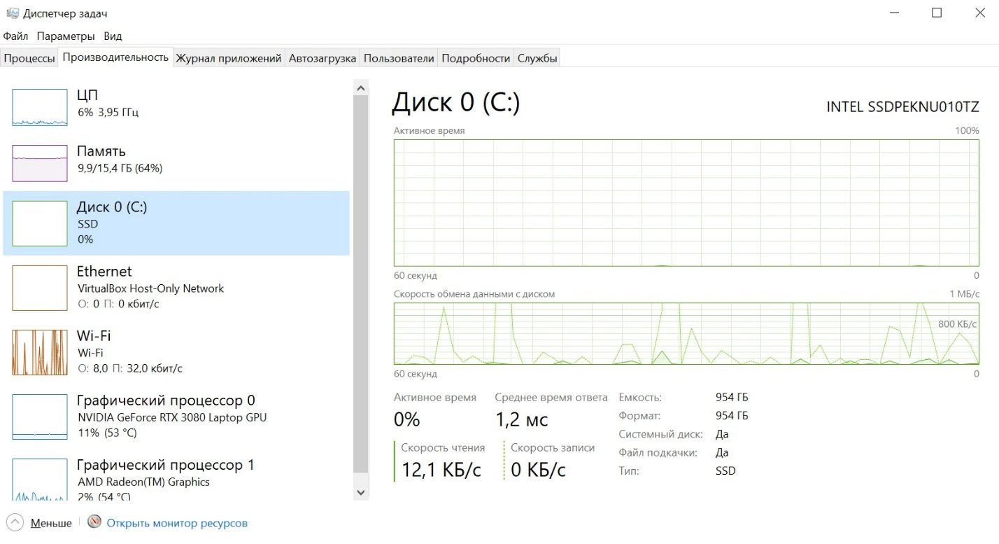 Диспетчер задач
Файл Параметры Вид
Процессы Производительность Журнал приложений Автозагрузка Пользователи Подробности Службы
ЦП
6% 3,95 ГГц
Память
9,9/15,4 ГБ (64%)
Диск 0 (C:)
SSD
0%
Ethernet
VirtualBox Host-Only Network
О: 0 П: 0 кбит/с
Wi-Fi
Wi-Fi
О: 8,0 П: 32,0 кбит/с
Графический процессор 0
NVIDIA GeForce RTX 3080 Laptop GPU
11% (53 °C)
Графический процессор 1
AMD Radeon(TM) Graphics
2% (54 °C)
Диск 0 (C:)
INTEL SSDPEKNU010TZ
Активное время 100%
60 секунд 0
Скорость обмена данными с диском 1 МБ/с
800 КБ/с
60 секунд 0
Активное время
0%
Среднее время ответа
1,2 мс
Скорость чтения
12,1 КБ/с
Скорость записи
0 КБ/с
Емкость: 954 ГБ
Формат: 954 ГБ
Системный диск: Да
Файл подкачки: Да
Тип: SSD
Меньше
Открыть монитор ресурсов